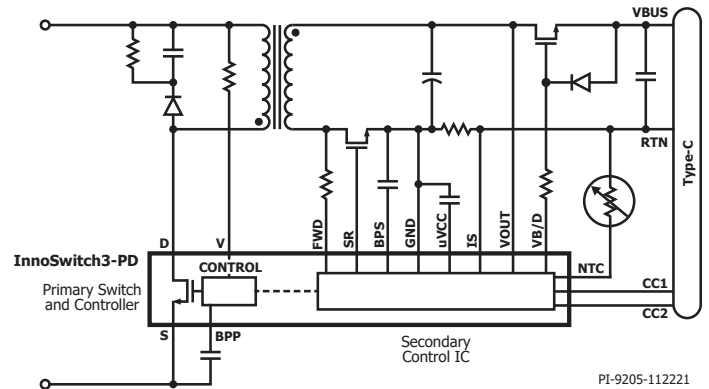 VBUS
RTN
Type-C
D
V
FWD
SR
BPS
GND
uVCC
IS
VOUT
VB/D
InnoSwitch3-PD
CONTROL
NTC
Primary Switch
and Controller
CC1
CC2
S
BPP
Secondary
Control IC
PI-9205-112221